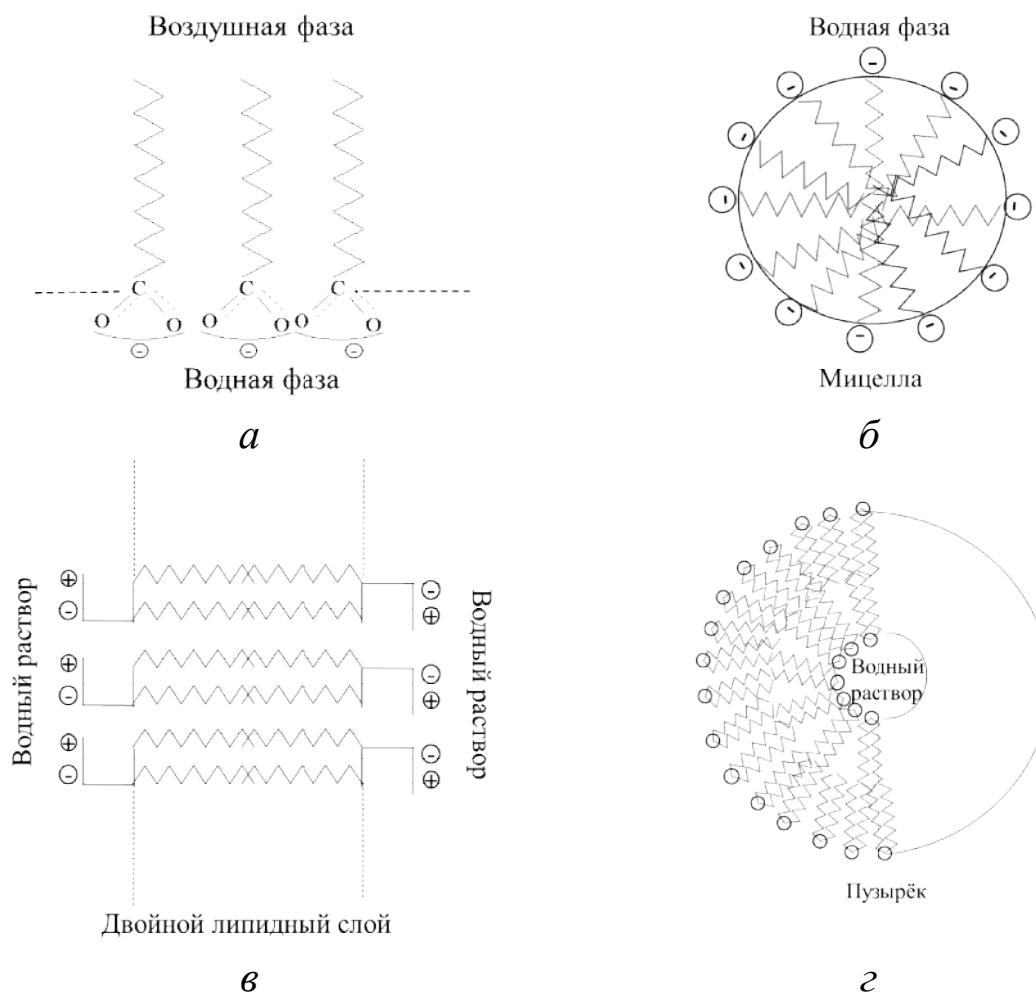 Воздушная фаза
C C C
O O O O O O
⊖ ⊖ ⊖
Водная фаза
а
Водная фаза
Мицелла
б
Водный раствор
⊕ ⊖
⊖ ⊕
⊕ ⊖
⊖ ⊕
⊕ ⊖
⊖ ⊕
Водный раствор
Двойной липидный слой
в
Водный
раствор
Пузырёк
г